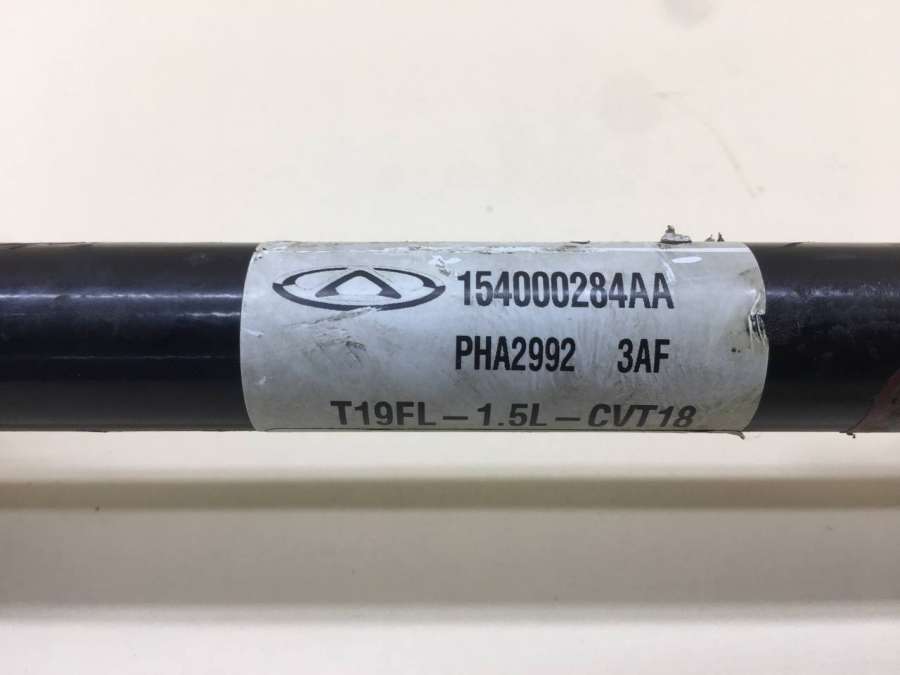 154000284AA
PHA2992 3AF
T19FL-1.5L-CVT18